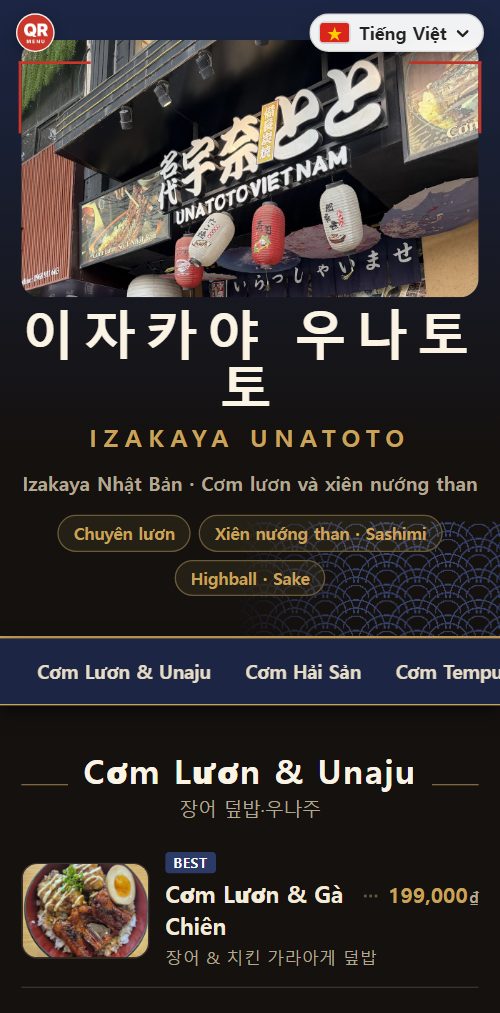 QR
MENU
Tiếng Việt
名代
宇奈とと
UNATOTO VIETNAM
いらっしゃいませ
이자카야 우나토
토
IZAKAYA UNATOTO
Izakaya Nhật Bản · Cơm lươn và xiên nướng than
Chuyên lươn
Xiên nướng than · Sashimi
Highball · Sake
Cơm Lươn & Unaju
Cơm Hải Sản
Cơm Tempu
Cơm Lươn & Unaju
장어 덮밥·우나주
BEST
Cơm Lươn & Gà
Chiên
··· 199,000₫
장어 & 치킨 가라아게 덮밥